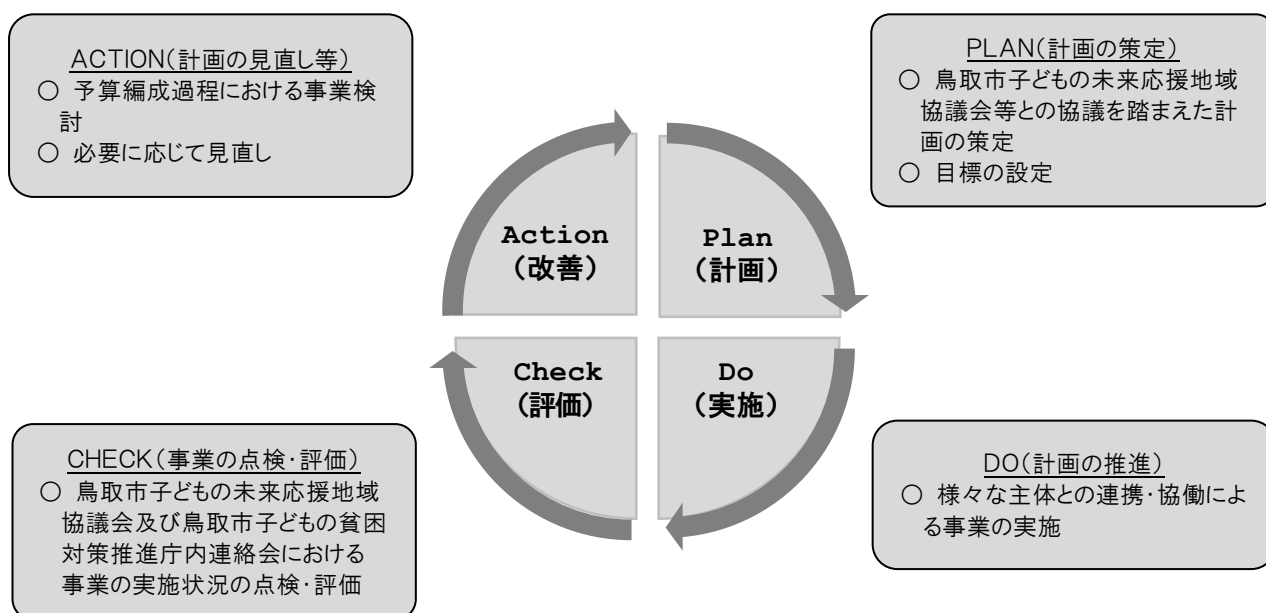 ACTION(計画の見直し等)
○ 予算編成過程における事業検
討
○ 必要に応じて見直し
PLAN(計画の策定)
○ 鳥取市子どもの未来応援地域
協議会等との協議を踏まえた計
画の策定
○ 目標の設定
Action
(改善)
Plan
(計画)
Check
(評価)
Do
(実施)
CHECK(事業の点検・評価)
○ 鳥取市子どもの未来応援地域
協議会及び鳥取市子どもの貧困
対策推進庁内連絡会における
事業の実施状況の点検・評価
DO(計画の推進)
○ 様々な主体との連携・協働によ
る事業の実施